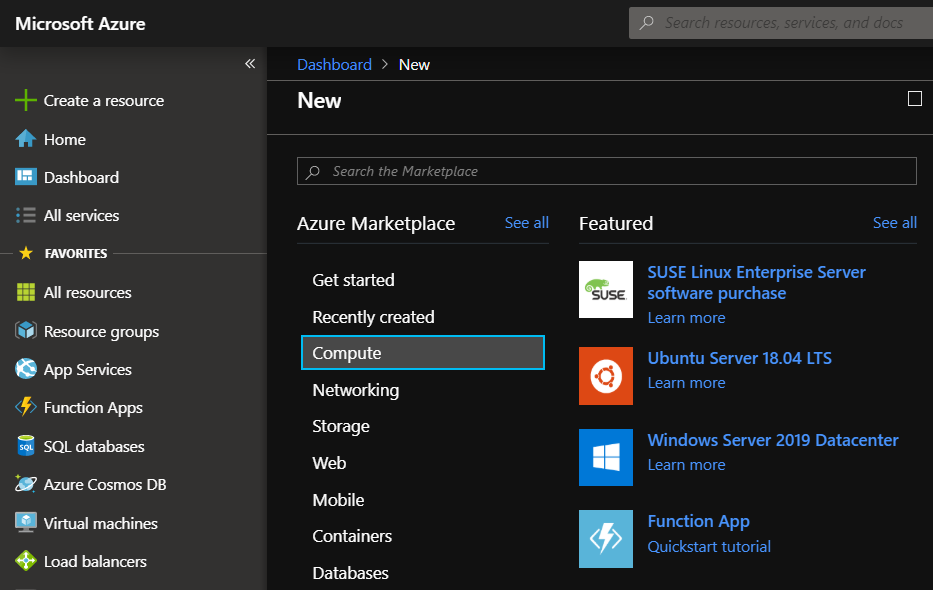 Microsoft Azure
Search resources, services, and docs
«
Create a resource
Home
Dashboard
All services
FAVORITES
All resources
Resource groups
App Services
Function Apps
SQL
SQL databases
Azure Cosmos DB
Virtual machines
Load balancers
Dashboard > New
New
Search the Marketplace
Azure Marketplace
See all
Get started
Recently created
Compute
Networking
Storage
Web
Mobile
Containers
Databases
Featured
See all
SUSE
SUSE Linux Enterprise Server
software purchase
Learn more
Ubuntu Server 18.04 LTS
Learn more
Windows Server 2019 Datacenter
Learn more
Function App
Quickstart tutorial